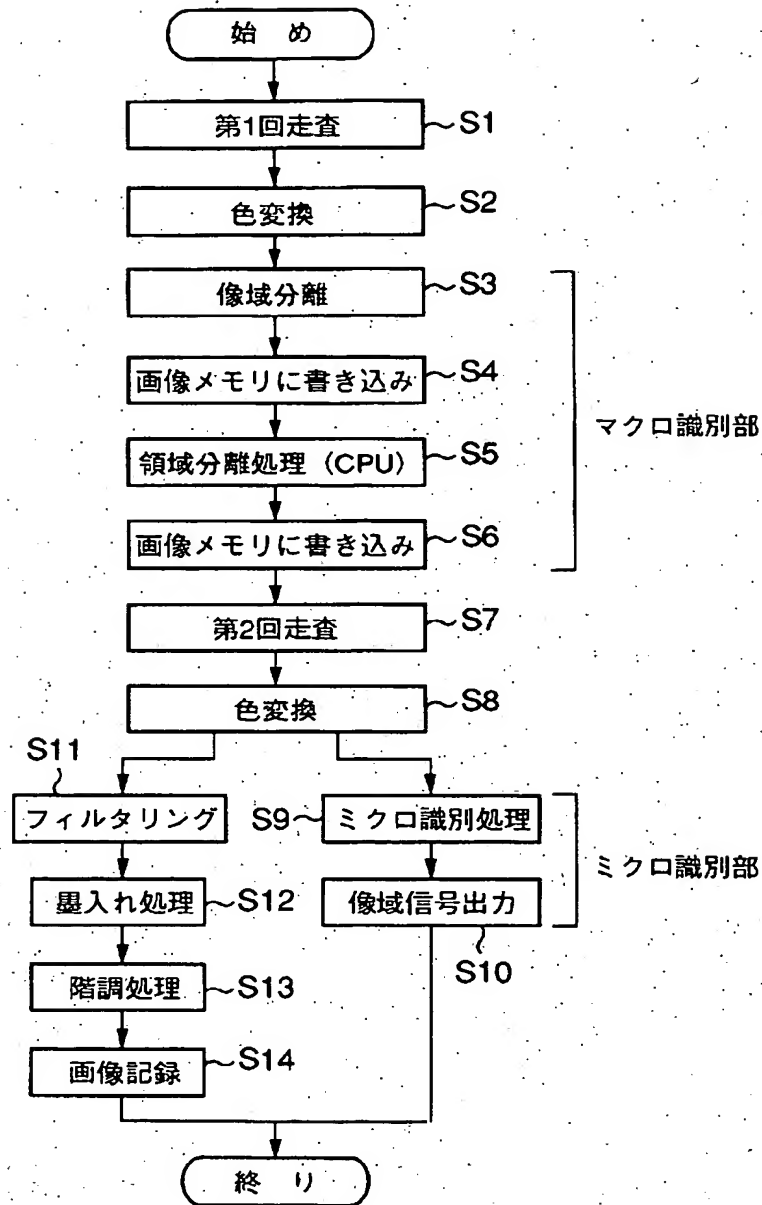 始 め
第1回走査
S1
色変換
S2
像域分離
S3
画像メモリに書き込み
S4
マクロ識別部
領域分離処理 (CPU)
S5
画像メモリに書き込み
S6
第2回走査
S7
色変換
S8
S11
フィルタリング
S9
ミクロ識別処理
ミクロ識別部
墨入れ処理
S12
像域信号出力
S10
階調処理
S13
画像記録
S14
終 り